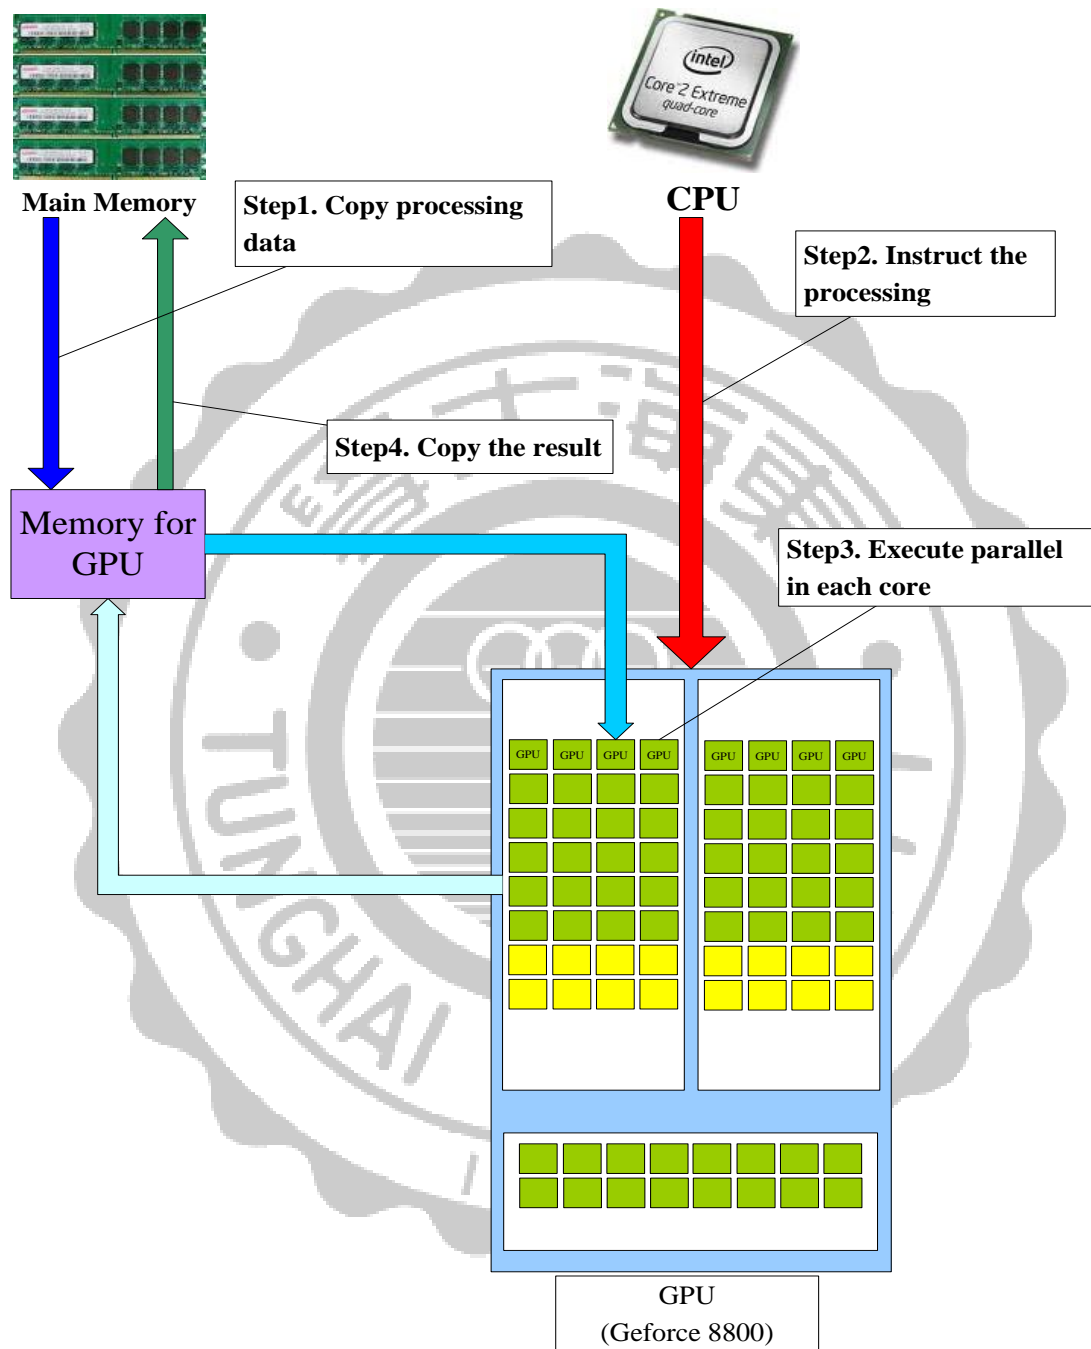 intel
Core™2 Extreme
quad-core
Main Memory
CPU
Step1. Copy processing
data
Step2. Instruct the
processing
Step4. Copy the result
Memory for
GPU
Step3. Execute parallel
in each core
GPU GPU GPU GPU GPU GPU GPU GPU
TUNGHAI
GPU
(Geforce 8800)